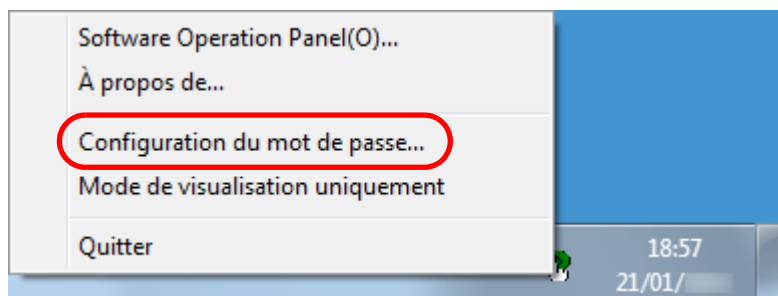 Software Operation Panel(O)...
À propos de...
Configuration du mot de passe...
Mode de visualisation uniquement
Quitter
18:57
21/01/